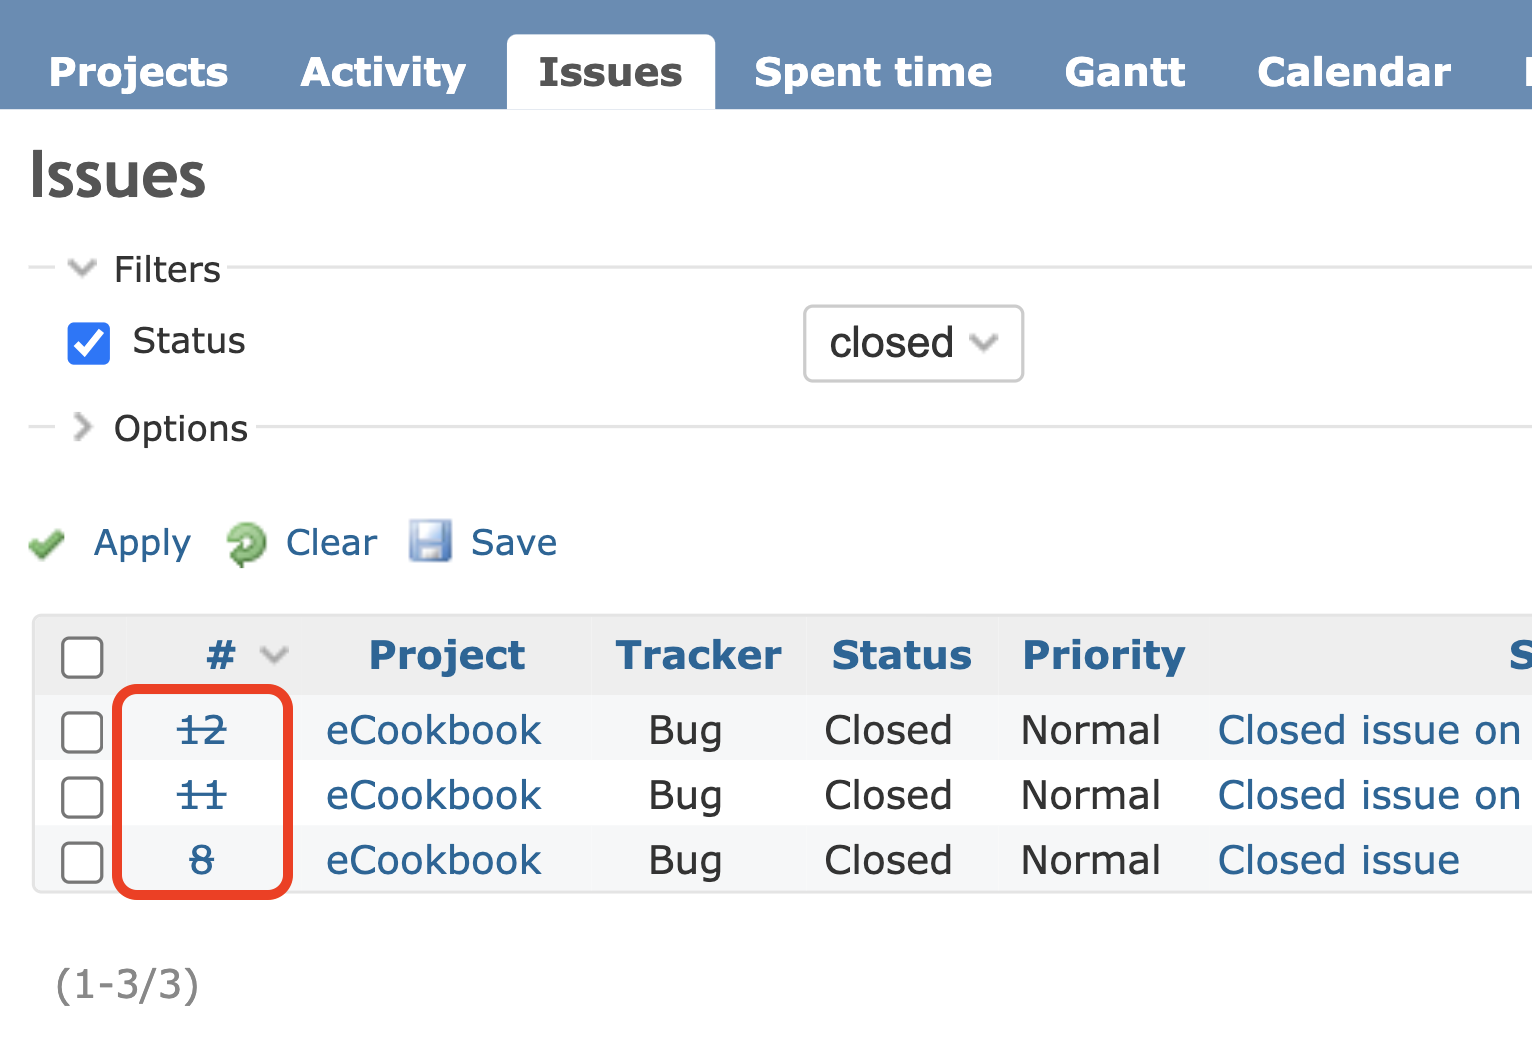 Projects Activity Issues Spent time Gantt Calendar
Issues
Filters
Status closed
Options
Apply Clear Save
# Project Tracker Status Priority
12 eCookbook Bug Closed Normal Closed issue on
11 eCookbook Bug Closed Normal Closed issue on
8 eCookbook Bug Closed Normal Closed issue
(1-3/3)